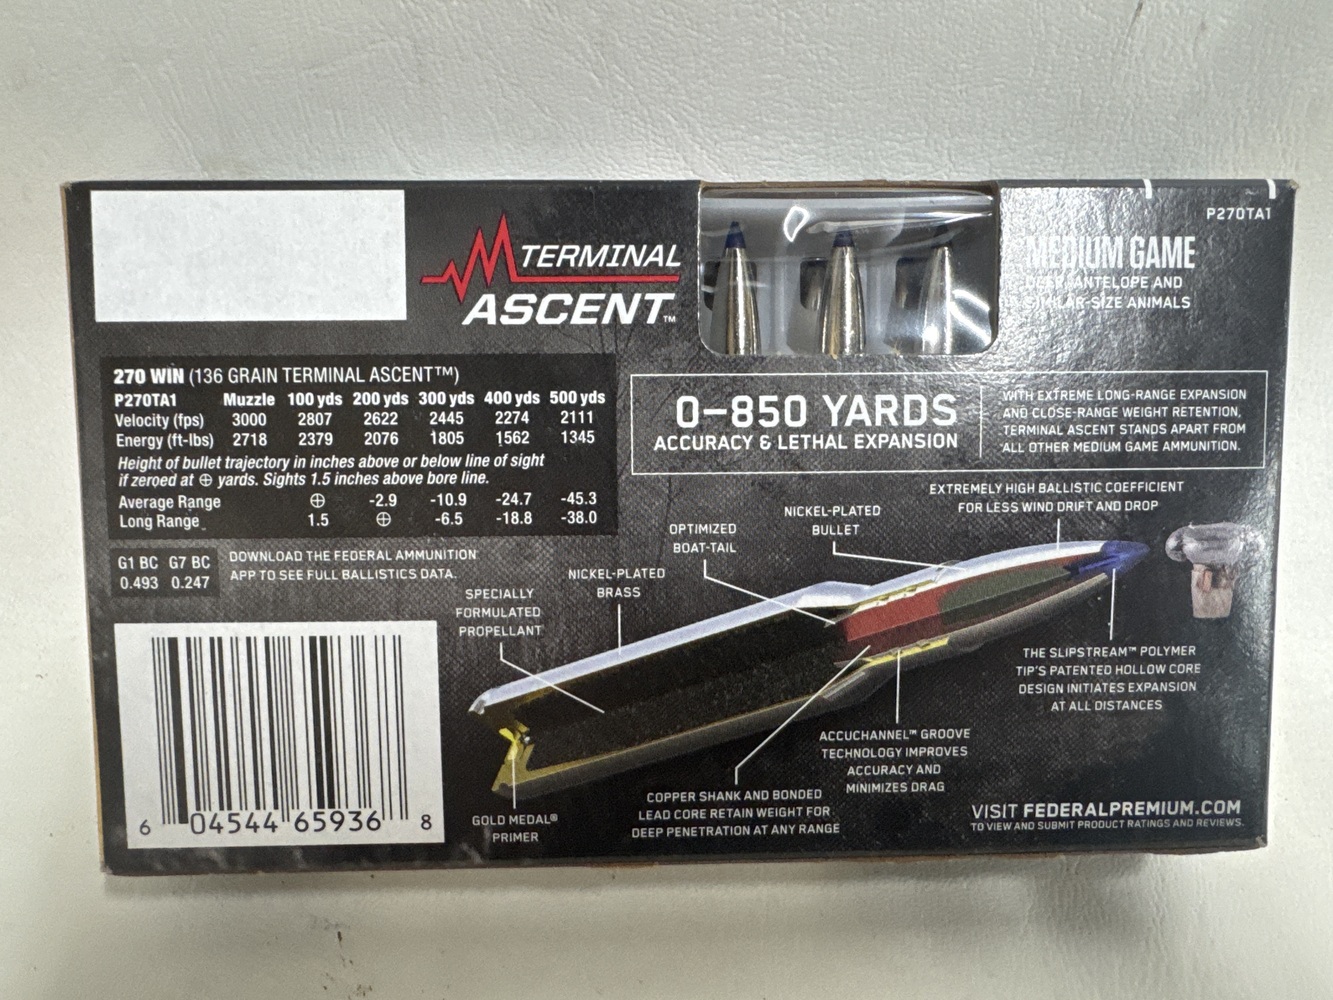 P270TA1
TERMINAL
ASCENT™
MEDIUM GAME
DEER, ANTELOPE AND
SIMILAR-SIZE ANIMALS
270 WIN (136 GRAIN TERMINAL ASCENT™)
P270TA1 Muzzle 100 yds 200 yds 300 yds 400 yds 500 yds
Velocity (fps) 3000 2807 2622 2445 2274 2111
Energy (ft-lbs) 2718 2379 2076 1805 1562 1345
Height of bullet trajectory in inches above or below line of sight
if zeroed at ⊕ yards. Sights 1.5 inches above bore line.
Average Range ⊕ -2.9 -10.9 -24.7 -45.3
Long Range 1.5 ⊕ -6.5 -18.8 -38.0
G1 BC G7 BC
0.493 0.247
DOWNLOAD THE FEDERAL AMMUNITION
APP TO SEE FULL BALLISTICS DATA.
0–850 YARDS
ACCURACY & LETHAL EXPANSION
WITH EXTREME LONG-RANGE EXPANSION
AND CLOSE-RANGE WEIGHT RETENTION,
TERMINAL ASCENT STANDS APART FROM
ALL OTHER MEDIUM GAME AMMUNITION.
EXTREMELY HIGH BALLISTIC COEFFICIENT
FOR LESS WIND DRIFT AND DROP
NICKEL-PLATED
BULLET
OPTIMIZED
BOAT-TAIL
NICKEL-PLATED
BRASS
SPECIALLY
FORMULATED
PROPELLANT
THE SLIPSTREAM™ POLYMER
TIP'S PATENTED HOLLOW CORE
DESIGN INITIATES EXPANSION
AT ALL DISTANCES
ACCUCHANNEL™ GROOVE
TECHNOLOGY IMPROVES
ACCURACY AND
MINIMIZES DRAG
COPPER SHANK AND BONDED
LEAD CORE RETAIN WEIGHT FOR
DEEP PENETRATION AT ANY RANGE
GOLD MEDAL®
PRIMER
6 04544 65936 8
VISIT FEDERALPREMIUM.COM
TO VIEW AND SUBMIT PRODUCT RATINGS AND REVIEWS.